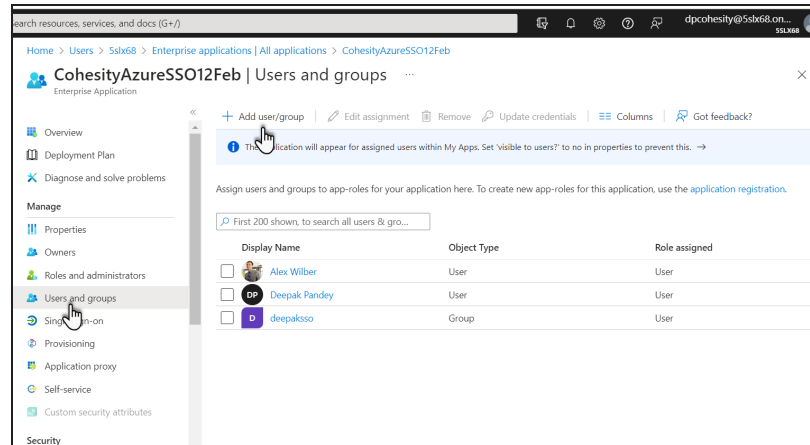 earch resources, services, and docs (G+/)
dpcohesity@5slx68.on...
5SLX68
Home > Users > 5slx68 > Enterprise applications | All applications > CohesityAzureSSO12Feb
CohesityAzureSSO12Feb | Users and groups ...
Enterprise Application
Add user/group
Edit assignment
Remove
Update credentials
Columns
Got feedback?
Overview
Deployment Plan
Diagnose and solve problems
Manage
Properties
Owners
Roles and administrators
Users and groups
Sing n-on
Provisioning
Application proxy
Self-service
Custom security attributes
Security
The lication will appear for assigned users within My Apps. Set 'visible to users?' to no in properties to prevent this. →
Assign users and groups to app-roles for your application here. To create new app-roles for this application, use the application registration.
First 200 shown, to search all users & gro...
Display Name Object Type Role assigned
Alex Wilber User User
DP Deepak Pandey User User
D deepaksso Group User